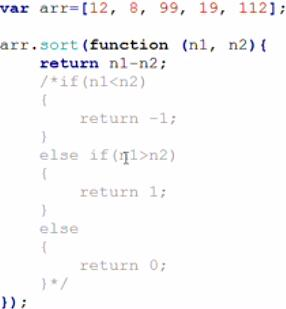 var arr=[12, 8, 99, 19, 112];
arr.sort(function (n1, n2){
return n1-n2;
/*if(n1<n2)
{
return -1;
}
else if(n1>n2)
{
return 1;
}
else
{
return 0;
}*/
});